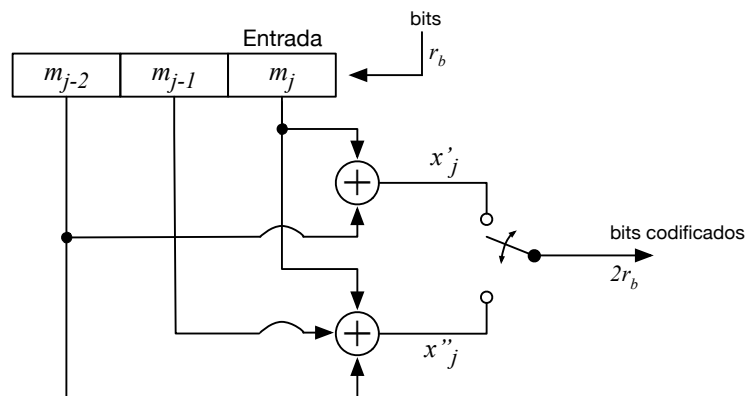 bits
Entrada
r_b
m_{j-2} m_{j-1} m_j
x'_j
bits codificados
2r_b
x''_j